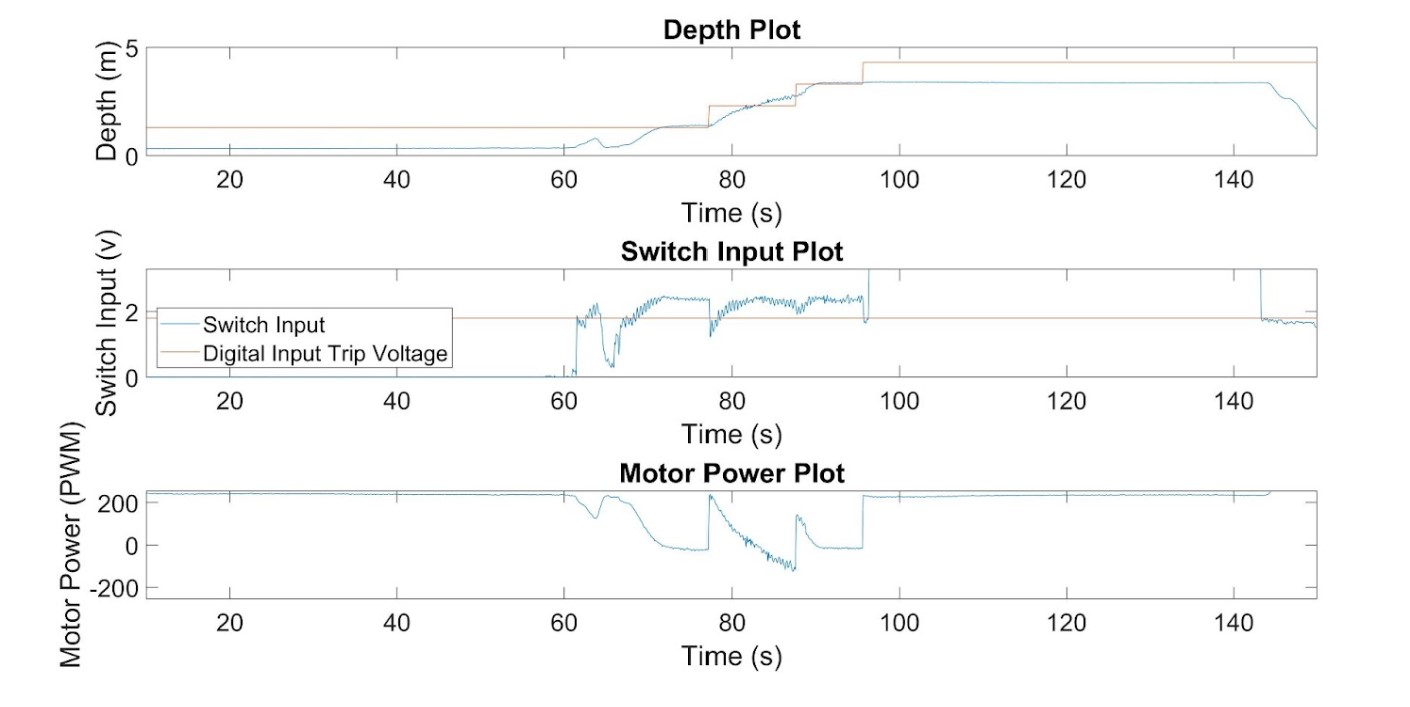 Depth Plot
Depth (m)
5
0
20 40 60 80 100 120 140
Time (s)
Switch Input Plot
Switch Input (v)
2
0
Switch Input
Digital Input Trip Voltage
20 40 60 80 100 120 140
Time (s)
Motor Power Plot
Motor Power (PWM)
200
0
-200
20 40 60 80 100 120 140
Time (s)